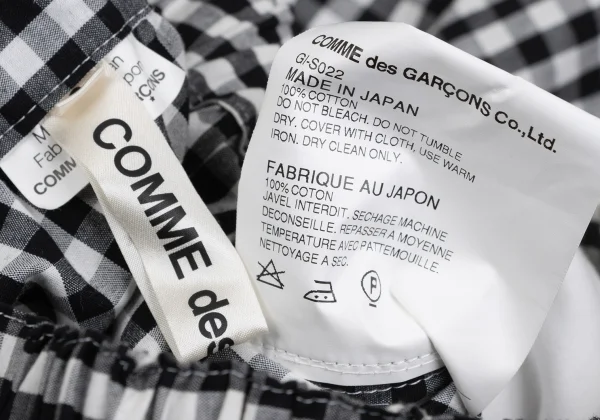 COMME des GARÇONS Co.,Ltd.
GI-S022
MADE IN JAPAN
100% COTTON
DO NOT BLEACH. DO NOT TUMBLE
DRY. COVER WITH CLOTH. USE WARM
IRON. DRY CLEAN ONLY.
FABRIQUE AU JAPON
100% COTON
JAVEL INTERDIT. SECHAGE MACHINE
DECONSEILLE. REPASSER A MOYENNE
TEMPERATURE AVEC PATTEMOUILLE.
NETTOYAGE A SEC.
P
COMME des
M
Fab
COMM